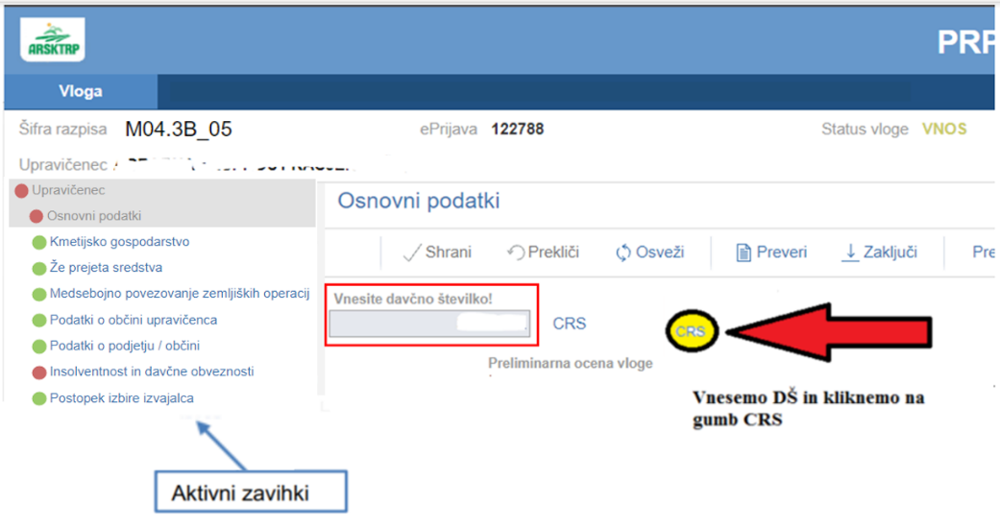 ARSKTRP
PRP
Vloga
Šifra razpisa M04.3B_05 ePrijava 122788 Status vloge VNOS
Upravičenec
Upravičenec
Osnovni podatki
Kmetijsko gospodarstvo
Že prejeta sredstva
Medsebojno povezovanje zemljiških operacij
Podatki o občini upravičenca
Podatki o podjetju / občini
Insolventnost in davčne obveznosti
Postopek izbire izvajalca
Osnovni podatki
Shrani Prekliči Osveži Preveri Zaključi Pre
Vnesite davčno številko!
CRS
CRS
Preliminarna ocena vloge
Vnesemo DŠ in kliknemo na
gumb CRS
Aktivni zavihki